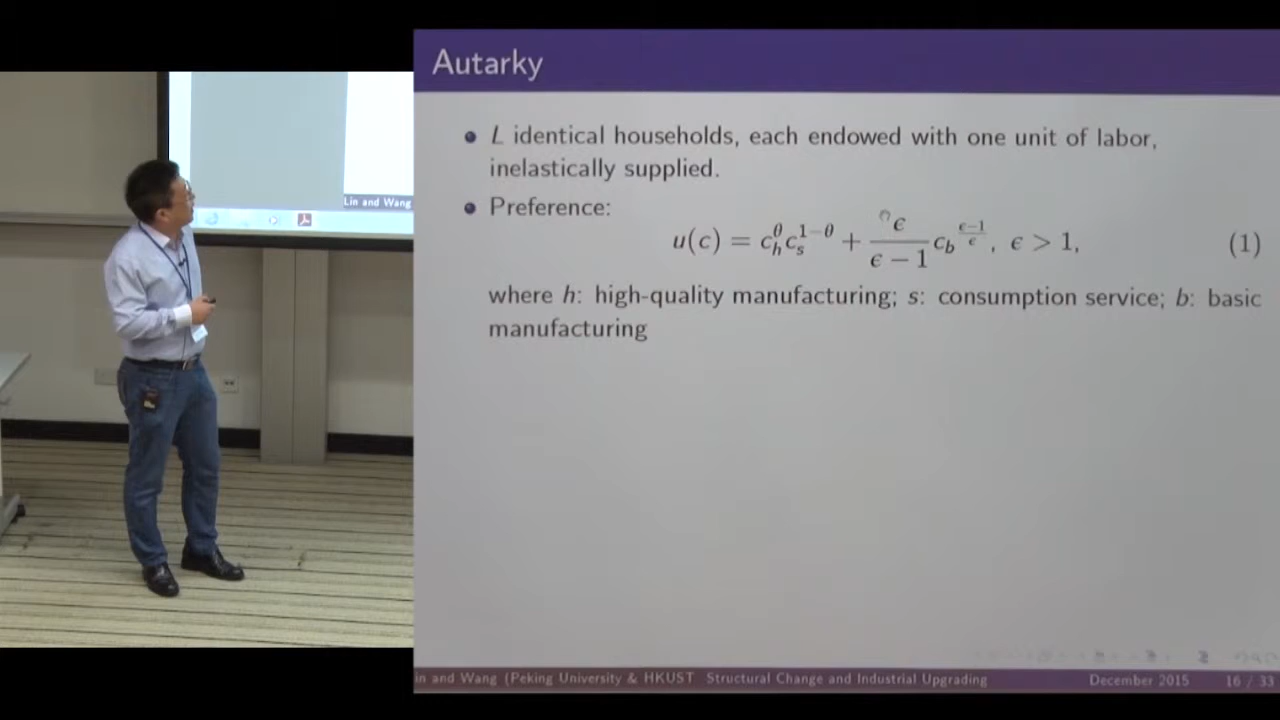 Autarky
L identical households, each endowed with one unit of labor,
inelastically supplied.
Preference:
u(c) = c_h^θ c_s^{1−θ} + ϵ/(ϵ − 1) c_b^{(ϵ−1)/ϵ}, ϵ > 1, (1)
where h: high-quality manufacturing; s: consumption service; b: basic
manufacturing
Lin and Wang
in and Wang (Peking University & HKUST Structural Change and Industrial Upgrading December 2015 16 / 33